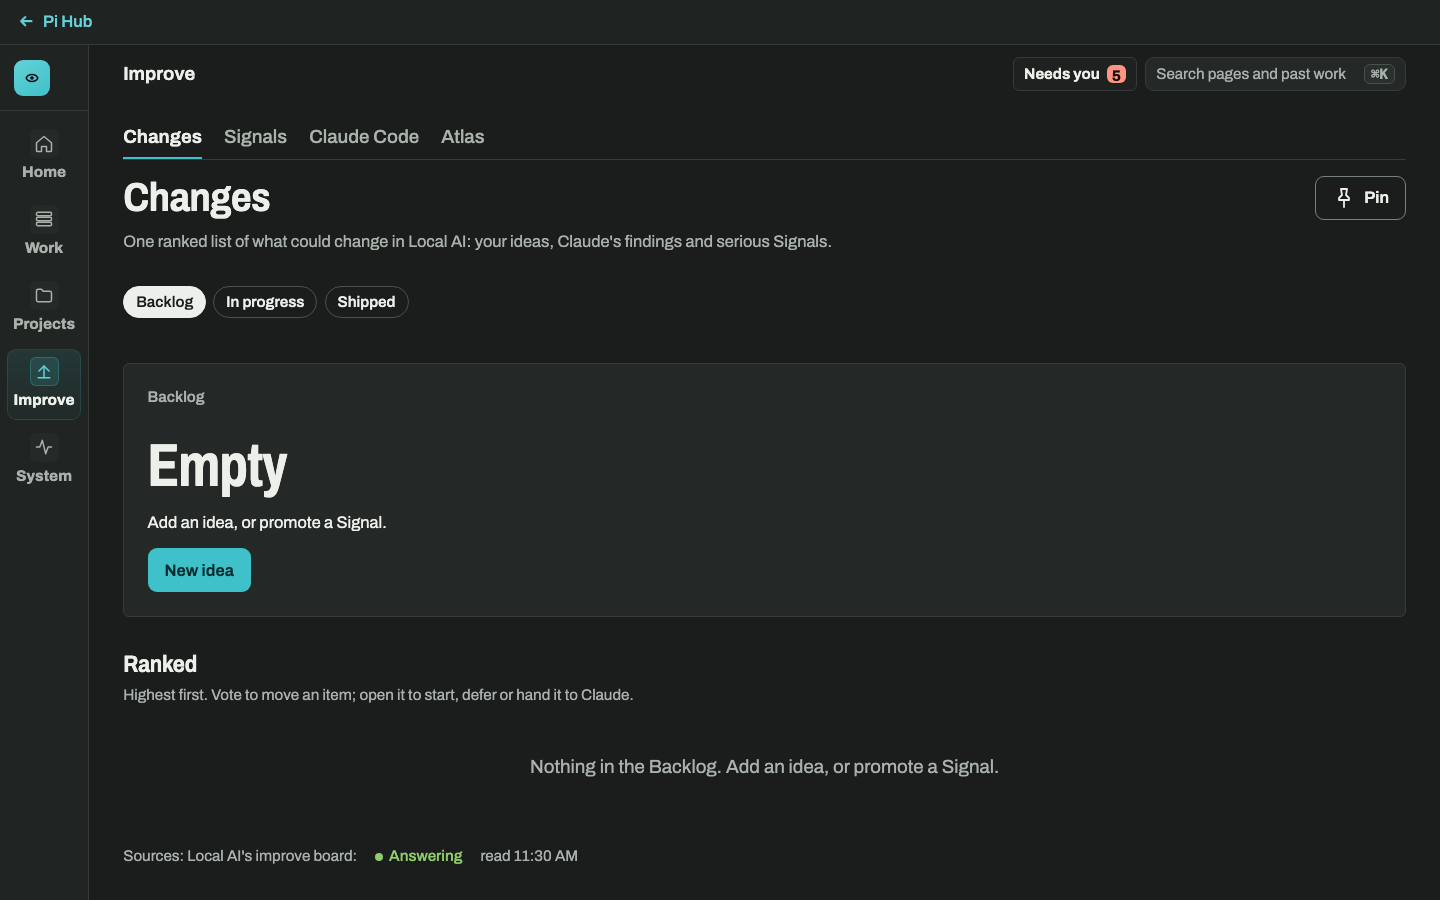 Pi Hub
Improve
Needs you 5
Search pages and past work ⌘K
Home
Work
Projects
Improve
System
Changes Signals Claude Code Atlas
Changes
Pin
One ranked list of what could change in Local AI: your ideas, Claude's findings and serious Signals.
Backlog In progress Shipped
Backlog
Empty
Add an idea, or promote a Signal.
New idea
Ranked
Highest first. Vote to move an item; open it to start, defer or hand it to Claude.
Nothing in the Backlog. Add an idea, or promote a Signal.
Sources: Local AI's improve board: Answering read 11:30 AM